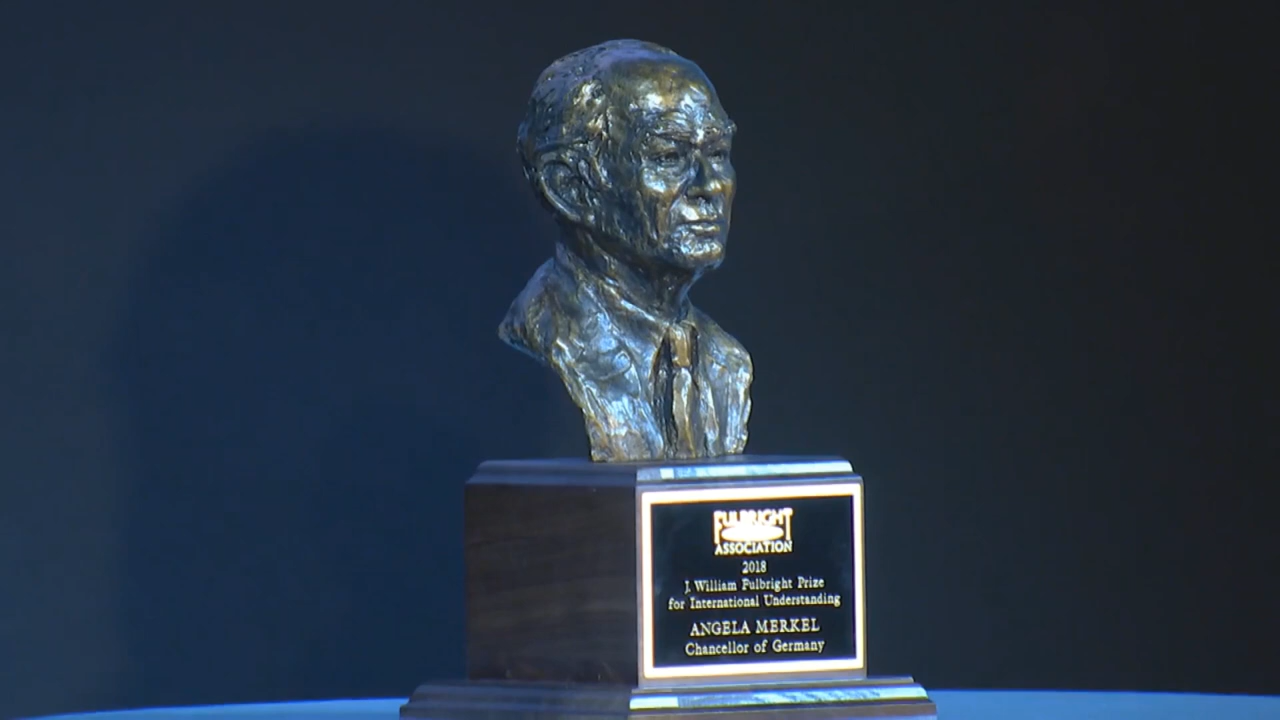 FULBRIGHT
ASSOCIATION
2018
J. William Fulbright Prize
for International Understanding
ANGELA MERKEL
Chancellor of Germany